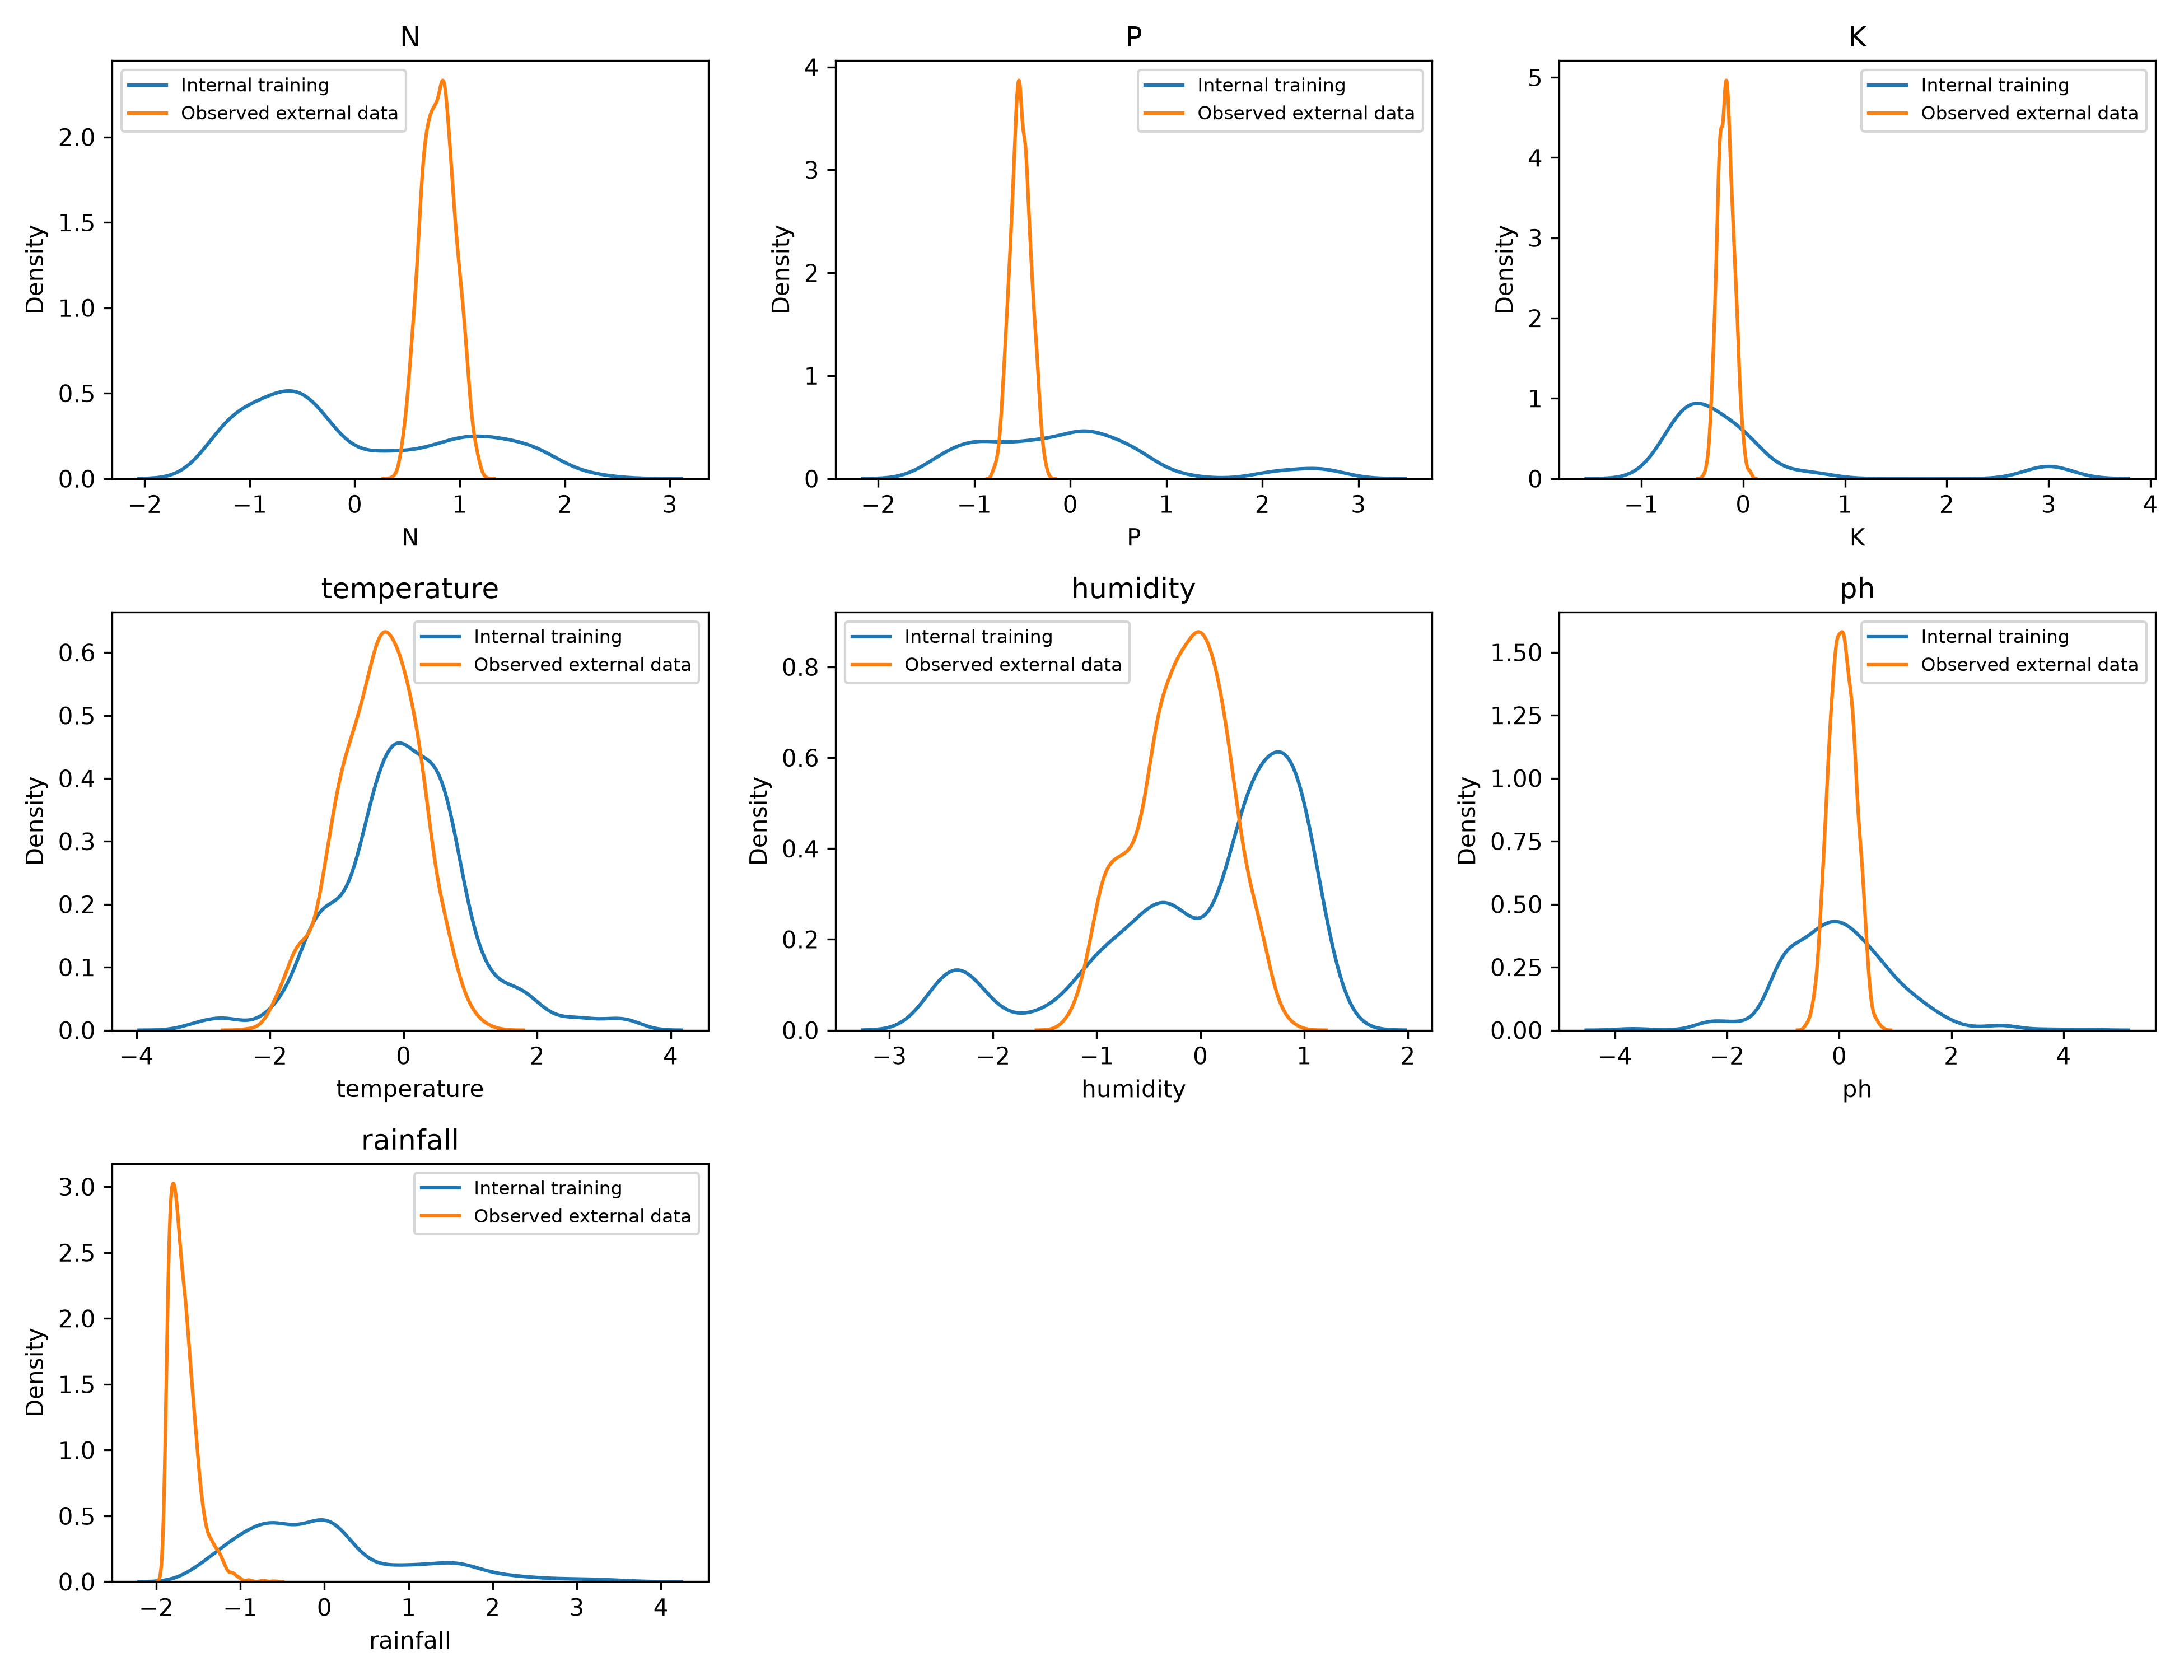 N
Internal training
Observed external data
Density
2.0
1.5
1.0
0.5
0.0
−2 −1 0 1 2 3
N
P
Internal training
Observed external data
Density
4
3
2
1
0
−2 −1 0 1 2 3
P
K
Internal training
Observed external data
Density
5
4
3
2
1
0
−1 0 1 2 3 4
K
temperature
Internal training
Observed external data
Density
0.6
0.5
0.4
0.3
0.2
0.1
0.0
−4 −2 0 2 4
temperature
humidity
Internal training
Observed external data
Density
0.8
0.6
0.4
0.2
0.0
−3 −2 −1 0 1 2
humidity
ph
Internal training
Observed external data
Density
1.50
1.25
1.00
0.75
0.50
0.25
0.00
−4 −2 0 2 4
ph
rainfall
Internal training
Observed external data
Density
3.0
2.5
2.0
1.5
1.0
0.5
0.0
−2 −1 0 1 2 3 4
rainfall